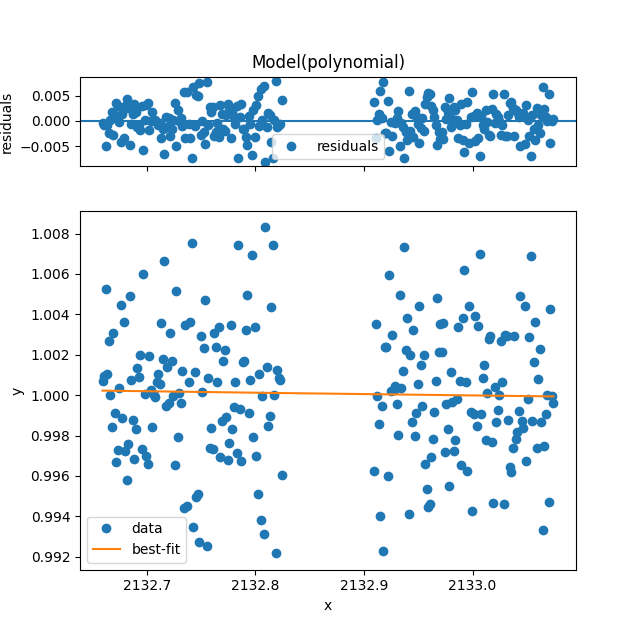 Model(polynomial)
residuals
0.005
0.000
−0.005
residuals
y
1.008
1.006
1.004
1.002
1.000
0.998
0.996
0.994
0.992
data
best-fit
2132.7 2132.8 2132.9 2133.0
x